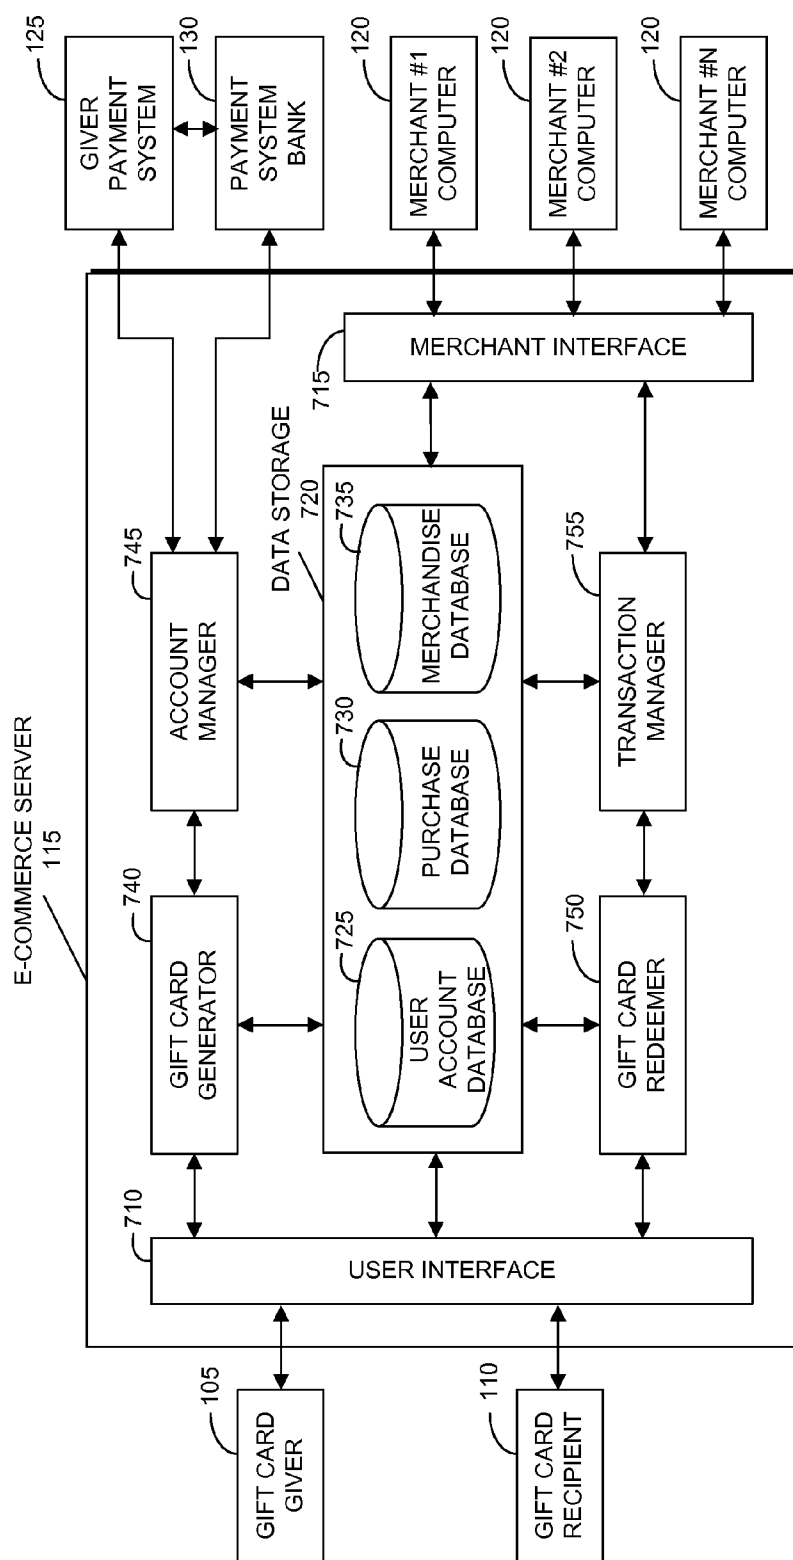 E-COMMERCE SERVER
115
105
GIFT CARD
GIVER
110
GIFT CARD
RECIPIENT
710
USER INTERFACE
740
GIFT CARD
GENERATOR
745
ACCOUNT
MANAGER
DATA STORAGE
720
725
USER
ACCOUNT
DATABASE
730
PURCHASE
DATABASE
735
MERCHANDISE
DATABASE
750
GIFT CARD
REDEEMER
755
TRANSACTION
MANAGER
715
MERCHANT INTERFACE
125
GIVER
PAYMENT
SYSTEM
130
PAYMENT
SYSTEM
BANK
120
MERCHANT #1
COMPUTER
120
MERCHANT #2
COMPUTER
120
MERCHANT #N
COMPUTER